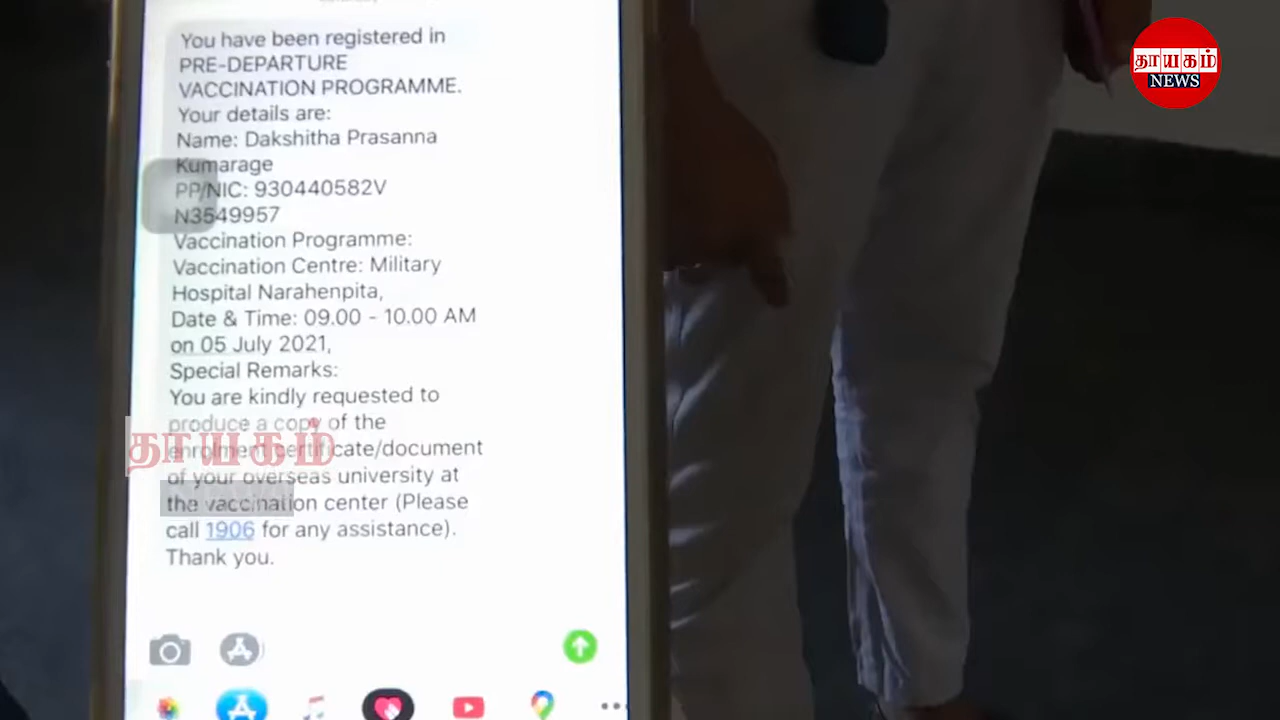 You have been registered in
PRE-DEPARTURE
VACCINATION PROGRAMME.
Your details are:
Name: Dakshitha Prasanna
Kumarage
PP/NIC: 930440582V
N3549957
Vaccination Programme:
Vaccination Centre: Military
Hospital Narahenpita,
Date & Time: 09.00 - 10.00 AM
on 05 July 2021,
Special Remarks:
You are kindly requested to
produce a copy of the
enrolment certificate/document
of your overseas university at
the vaccination center (Please
call 1906 for any assistance).
Thank you.
தாயகம்
தாயகம்
NEWS